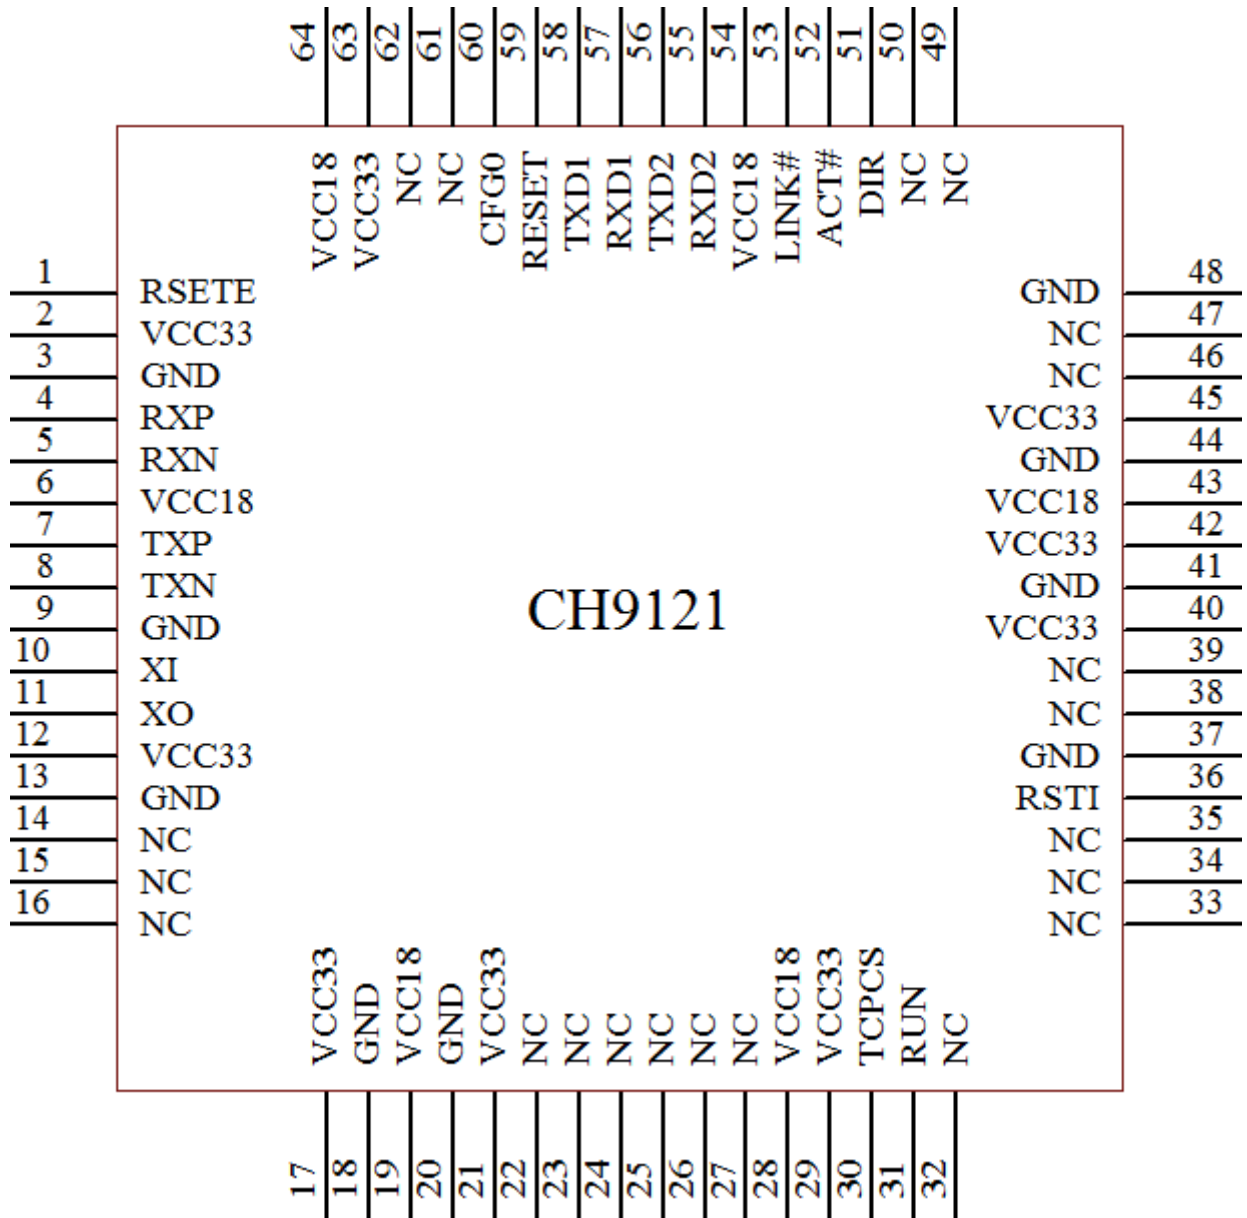 64 63 62 61 60 59 58 57 56 55 54 53 52 51 50 49
VCC18 VCC33 NC NC CFG0 RESET TXD1 RXD1 TXD2 RXD2 VCC18 LINK# ACT# DIR NC NC
1 RSETE GND 48
2 VCC33 NC 47
3 GND NC 46
4 RXP VCC33 45
5 RXN GND 44
6 VCC18 VCC18 43
7 TXP VCC33 42
8 TXN GND 41
9 GND VCC33 40
10 XI NC 39
11 XO NC 38
12 VCC33 GND 37
13 GND RSTI 36
14 NC NC 35
15 NC NC 34
16 NC NC 33
CH9121
VCC33 GND VCC18 GND VCC33 NC NC NC NC NC NC VCC18 VCC33 TCPCS RUN NC
17 18 19 20 21 22 23 24 25 26 27 28 29 30 31 32